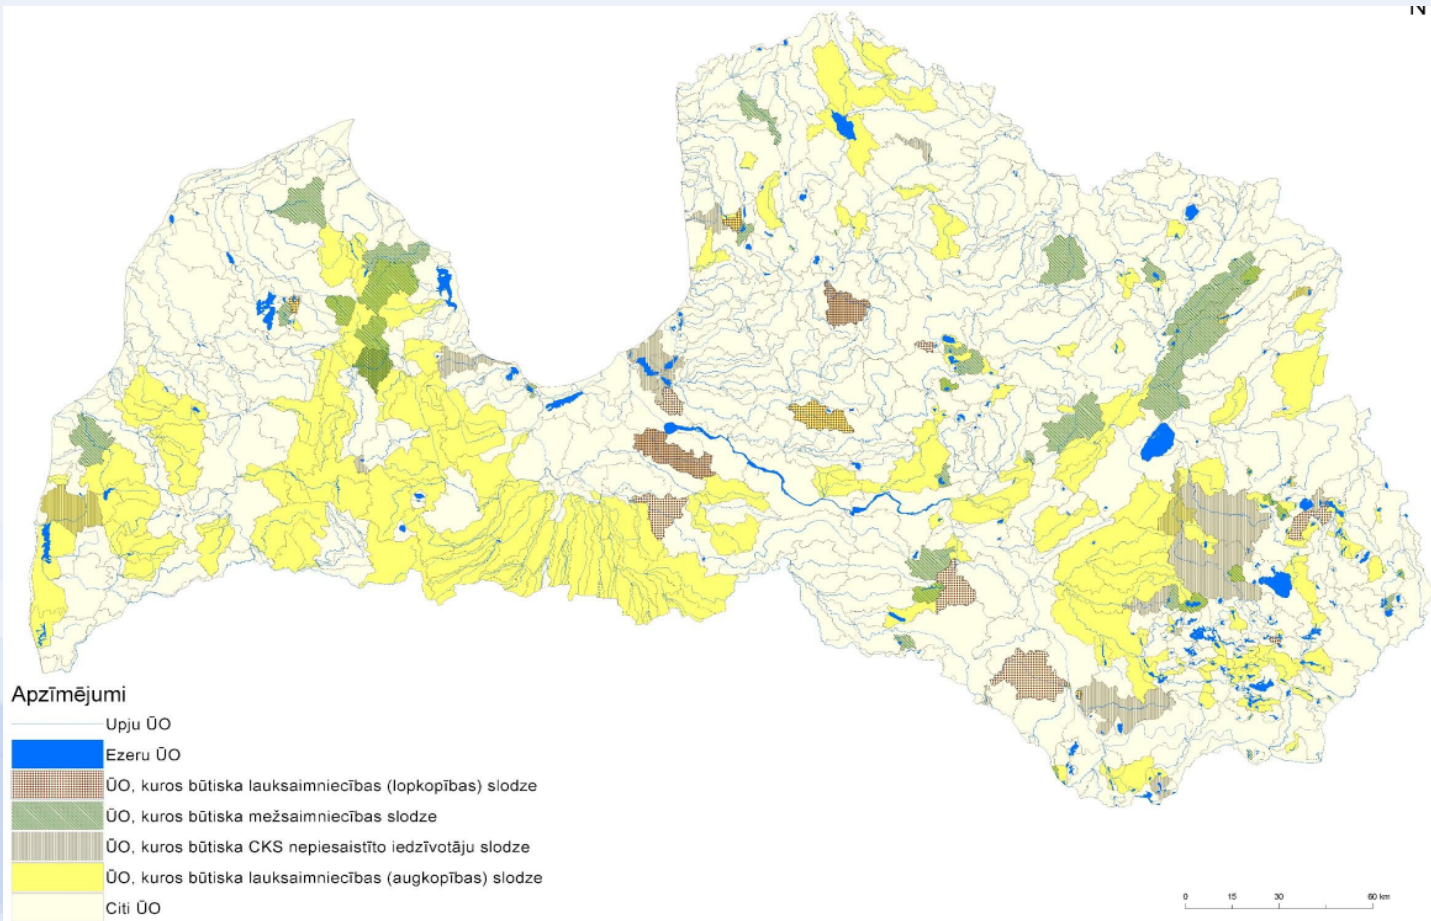 N
Apzīmējumi
Upju ŪO
Ezeru ŪO
ŪO, kuros būtiska lauksaimniecības (lopkopības) slodze
ŪO, kuros būtiska mežsaimniecības slodze
ŪO, kuros būtiska CKS nepiesaistīto iedzīvotāju slodze
ŪO, kuros būtiska lauksaimniecības (augkopības) slodze
Citi ŪO
0 15 30 60 km